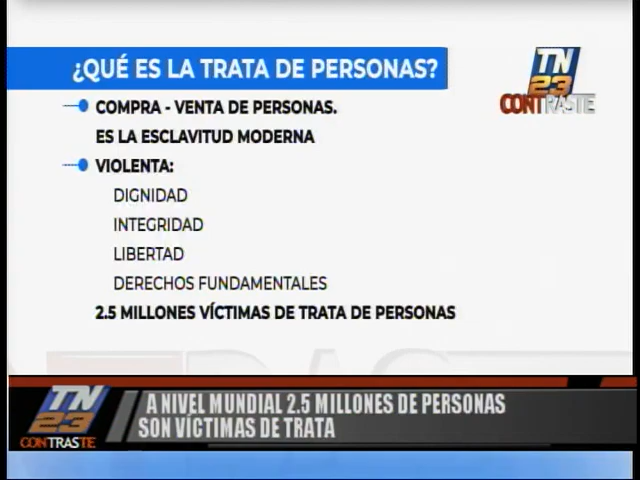 ¿QUÉ ES LA TRATA DE PERSONAS?
TN
23
CONTRASTE
COMPRA - VENTA DE PERSONAS.
ES LA ESCLAVITUD MODERNA
VIOLENTA:
DIGNIDAD
INTEGRIDAD
LIBERTAD
DERECHOS FUNDAMENTALES
2.5 MILLONES VÍCTIMAS DE TRATA DE PERSONAS
TN
23
CONTRASTE
A NIVEL MUNDIAL 2.5 MILLONES DE PERSONAS
SON VÍCTIMAS DE TRATA